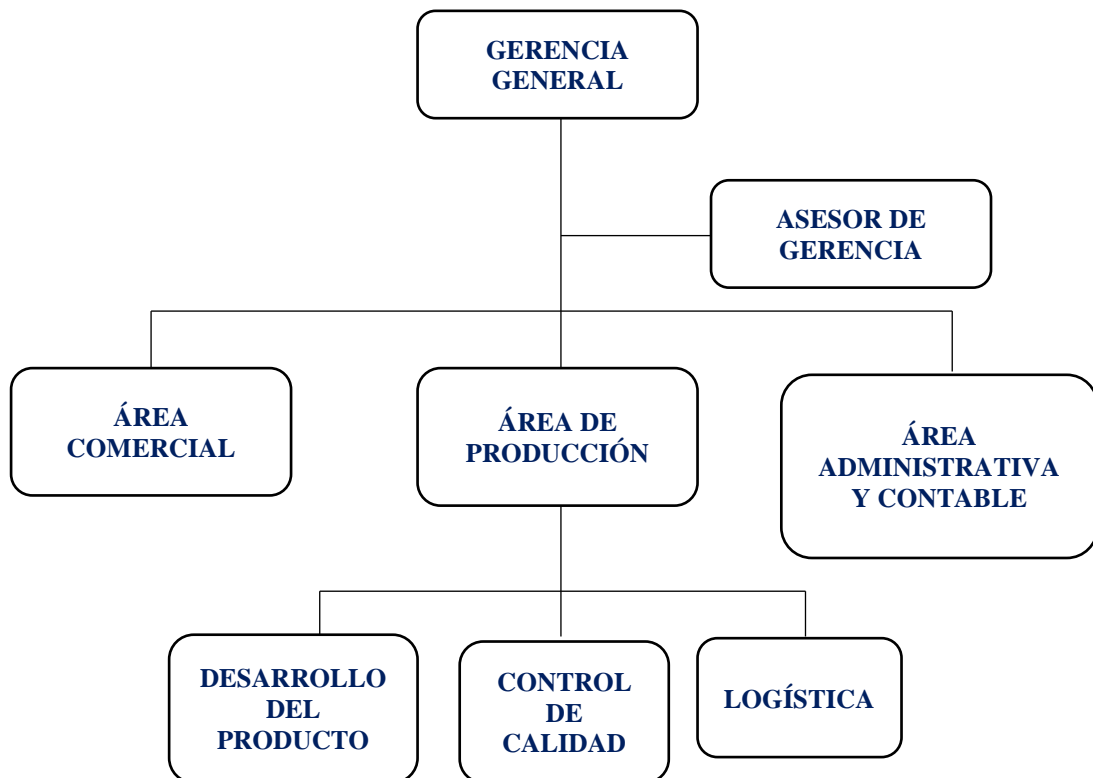 GERENCIA
GENERAL
ASESOR DE
GERENCIA
ÁREA
COMERCIAL
ÁREA DE
PRODUCCIÓN
ÁREA
ADMINISTRATIVA
Y CONTABLE
DESARROLLO
DEL
PRODUCTO
CONTROL
DE
CALIDAD
LOGÍSTICA